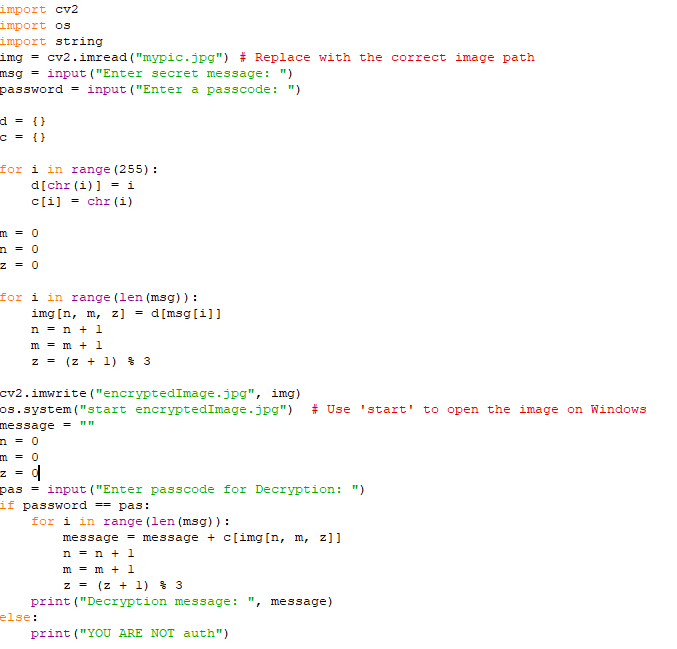 import cv2
import os
import string
img = cv2.imread("mypic.jpg") # Replace with the correct image path
msg = input("Enter secret message: ")
password = input("Enter a passcode: ")

d = {}
c = {}

for i in range(255):
    d[chr(i)] = i
    c[i] = chr(i)

m = 0
n = 0
z = 0

for i in range(len(msg)):
    img[n, m, z] = d[msg[i]]
    n = n + 1
    m = m + 1
    z = (z + 1) % 3

cv2.imwrite("encryptedImage.jpg", img)
os.system("start encryptedImage.jpg")  # Use 'start' to open the image on Windows
message = ""
n = 0
m = 0
z = 0
pas = input("Enter passcode for Decryption: ")
if password == pas:
    for i in range(len(msg)):
        message = message + c[img[n, m, z]]
        n = n + 1
        m = m + 1
        z = (z + 1) % 3
    print("Decryption message: ", message)
else:
    print("YOU ARE NOT auth")